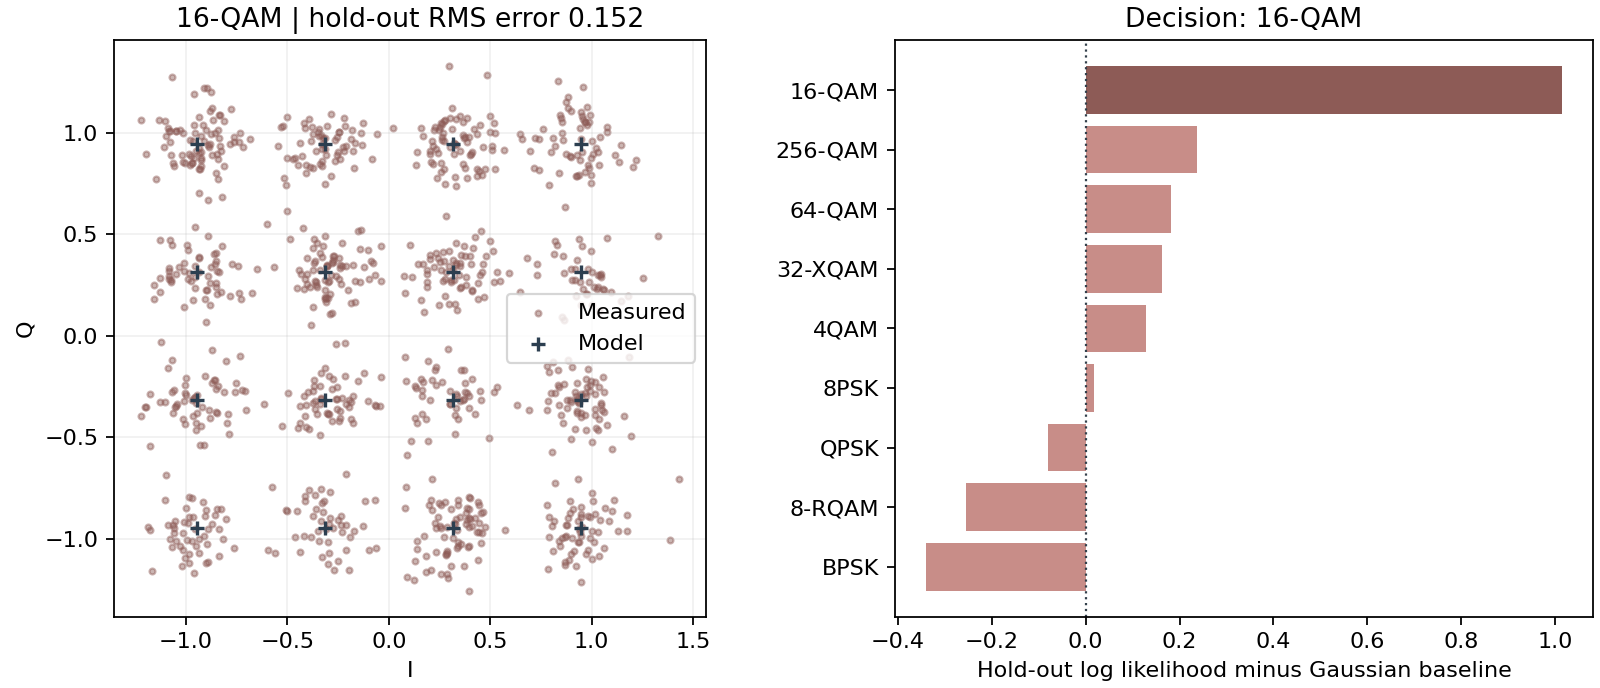 16-QAM | hold-out RMS error 0.152
1.0
0.5
0.0
−0.5
−1.0
Q
Measured
Model
−1.0
−0.5
0.0
0.5
1.0
1.5
I
Decision: 16-QAM
16-QAM
256-QAM
64-QAM
32-XQAM
4QAM
8PSK
QPSK
8-RQAM
BPSK
−0.4
−0.2
0.0
0.2
0.4
0.6
0.8
1.0
Hold-out log likelihood minus Gaussian baseline